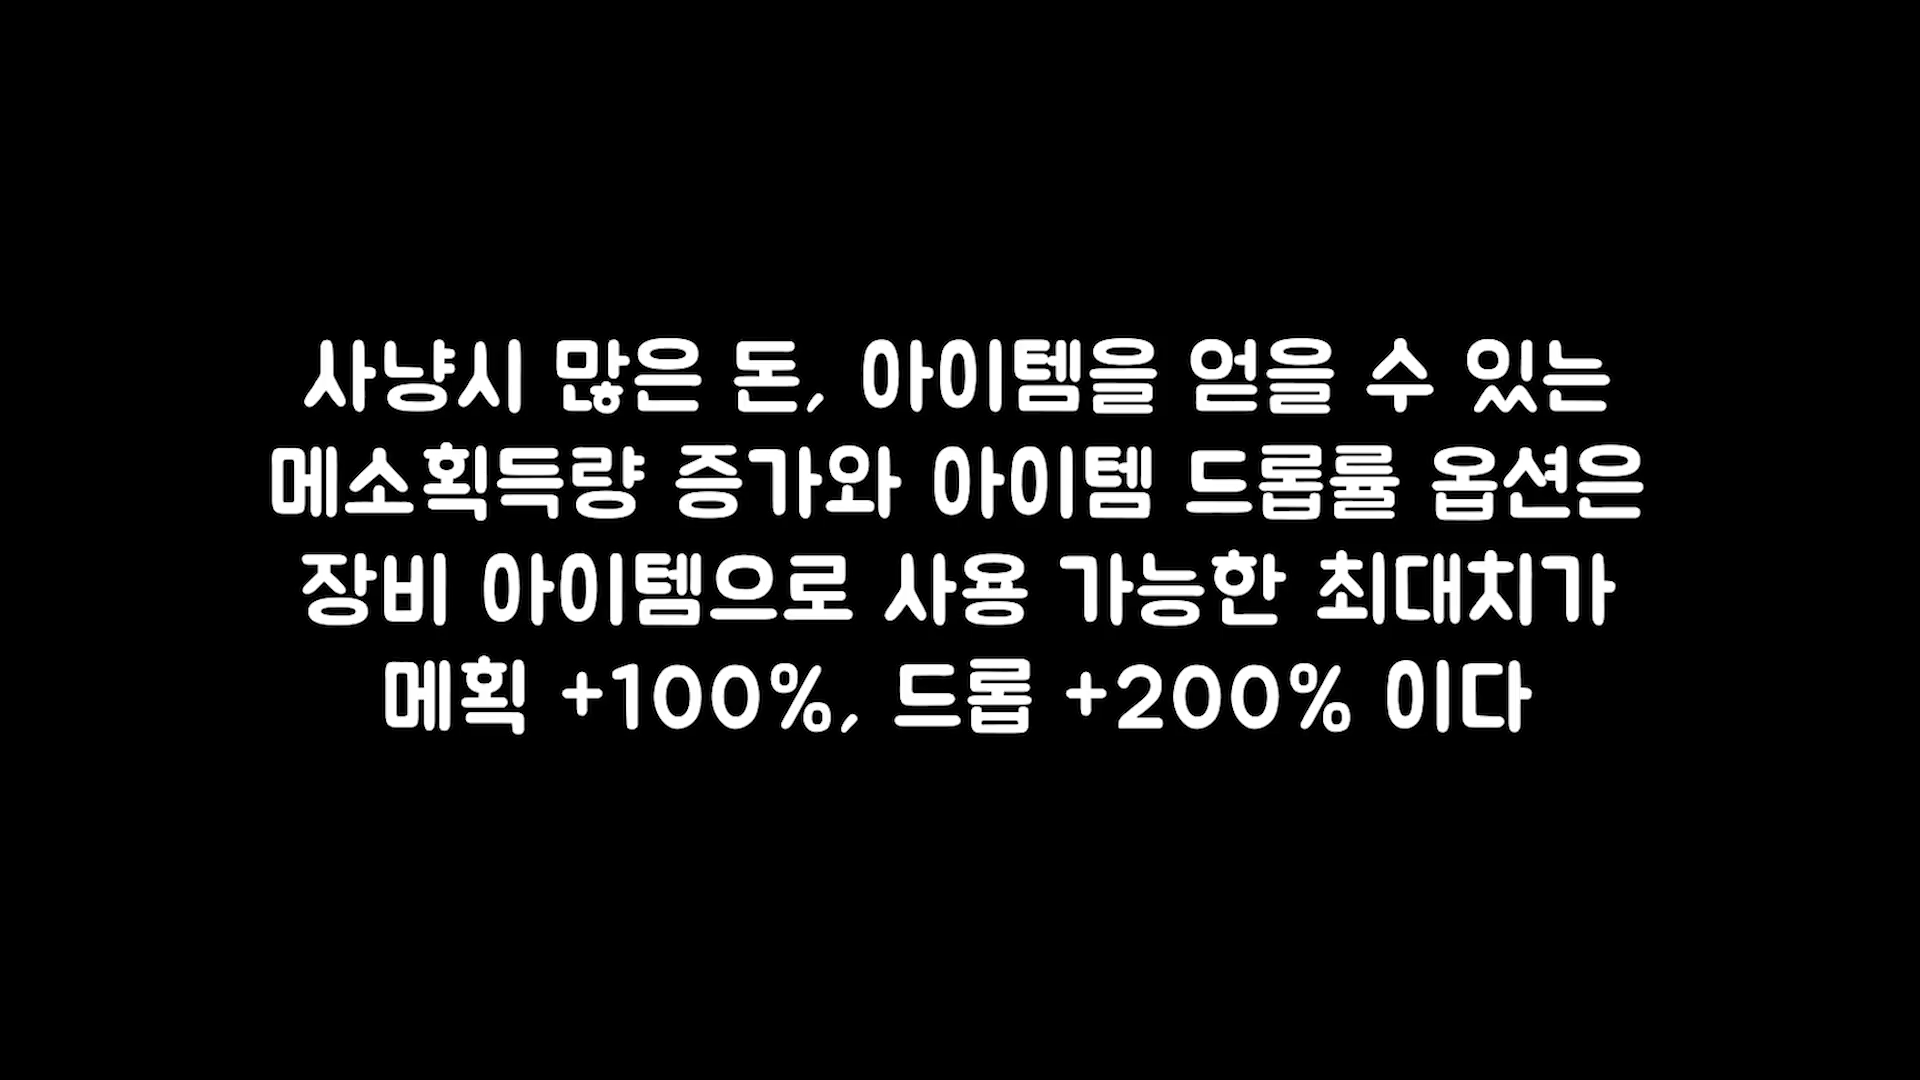 사냥시 많은 돈, 아이템을 얻을 수 있는
메소획득량 증가와 아이템 드롭률 옵션은
장비 아이템으로 사용 가능한 최대치가
메획 +100%, 드롭 +200% 이다